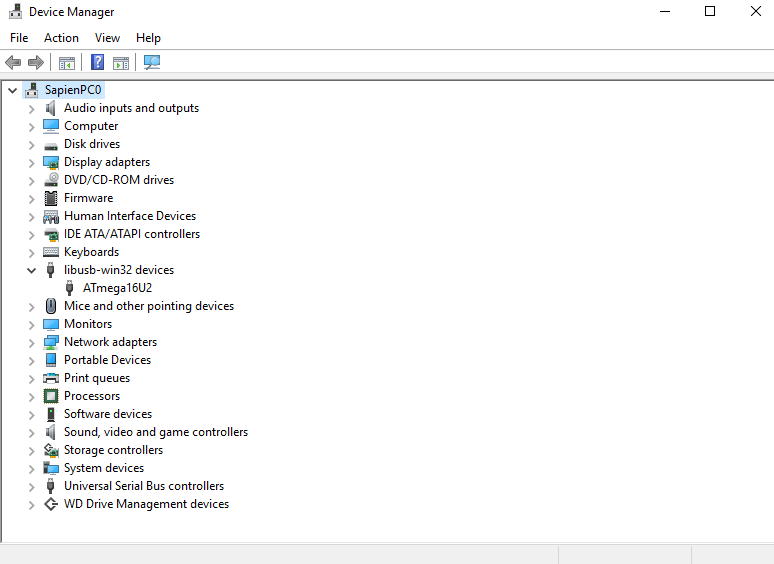 Device Manager
File Action View Help
SapienPC0
Audio inputs and outputs
Computer
Disk drives
Display adapters
DVD/CD-ROM drives
Firmware
Human Interface Devices
IDE ATA/ATAPI controllers
Keyboards
libusb-win32 devices
ATmega16U2
Mice and other pointing devices
Monitors
Network adapters
Portable Devices
Print queues
Processors
Software devices
Sound, video and game controllers
Storage controllers
System devices
Universal Serial Bus controllers
WD Drive Management devices